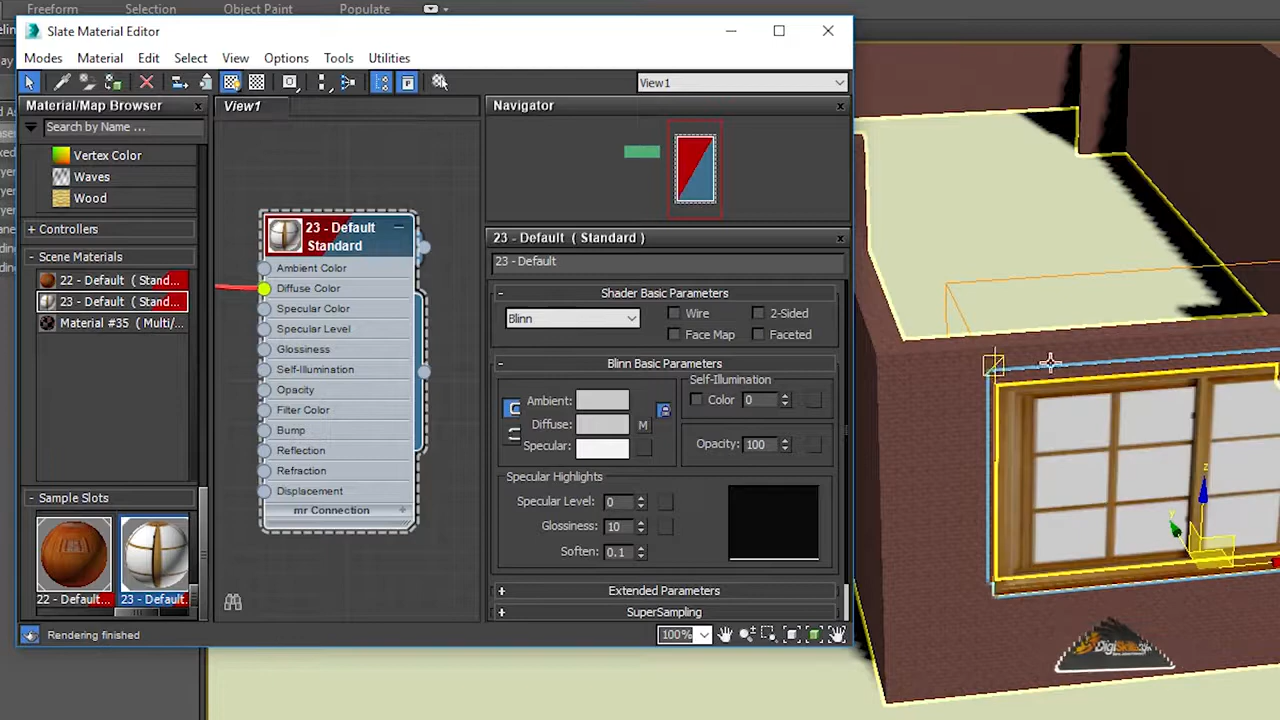 Freeform
Selection
Object Paint
Populate
Slate Material Editor
Modes Material Edit Select View Options Tools Utilities
View1
Material/Map Browser
Search by Name ...
Vertex Color
Waves
Wood
+ Controllers
- Scene Materials
22 - Default ( Stand...
23 - Default ( Stand...
Material #35 ( Multi/...
- Sample Slots
22 - Default...
23 - Default
View1
23 - Default
Standard
Ambient Color
Diffuse Color
Specular Color
Specular Level
Glossiness
Self-Illumination
Opacity
Filter Color
Bump
Reflection
Refraction
Displacement
mr Connection +
Navigator
23 - Default ( Standard )
23 - Default
- Shader Basic Parameters
Blinn
Wire
2-Sided
Face Map
Faceted
- Blinn Basic Parameters
Ambient:
Diffuse: M
Specular:
Self-Illumination
Color 0
Opacity: 100
Specular Highlights
Specular Level: 0
Glossiness: 10
Soften: 0.1
+ Extended Parameters
+ SuperSampling
Rendering finished
100%
z
y
DigiSkills.pk